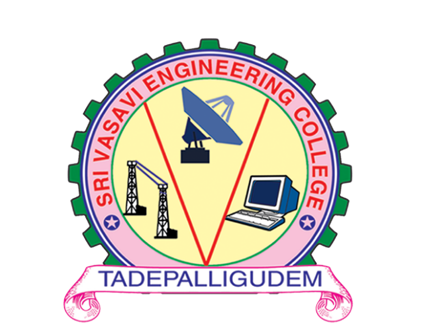 SRI VASAVI ENGINEERING COLLEGE
TADEPALLIGUDEM